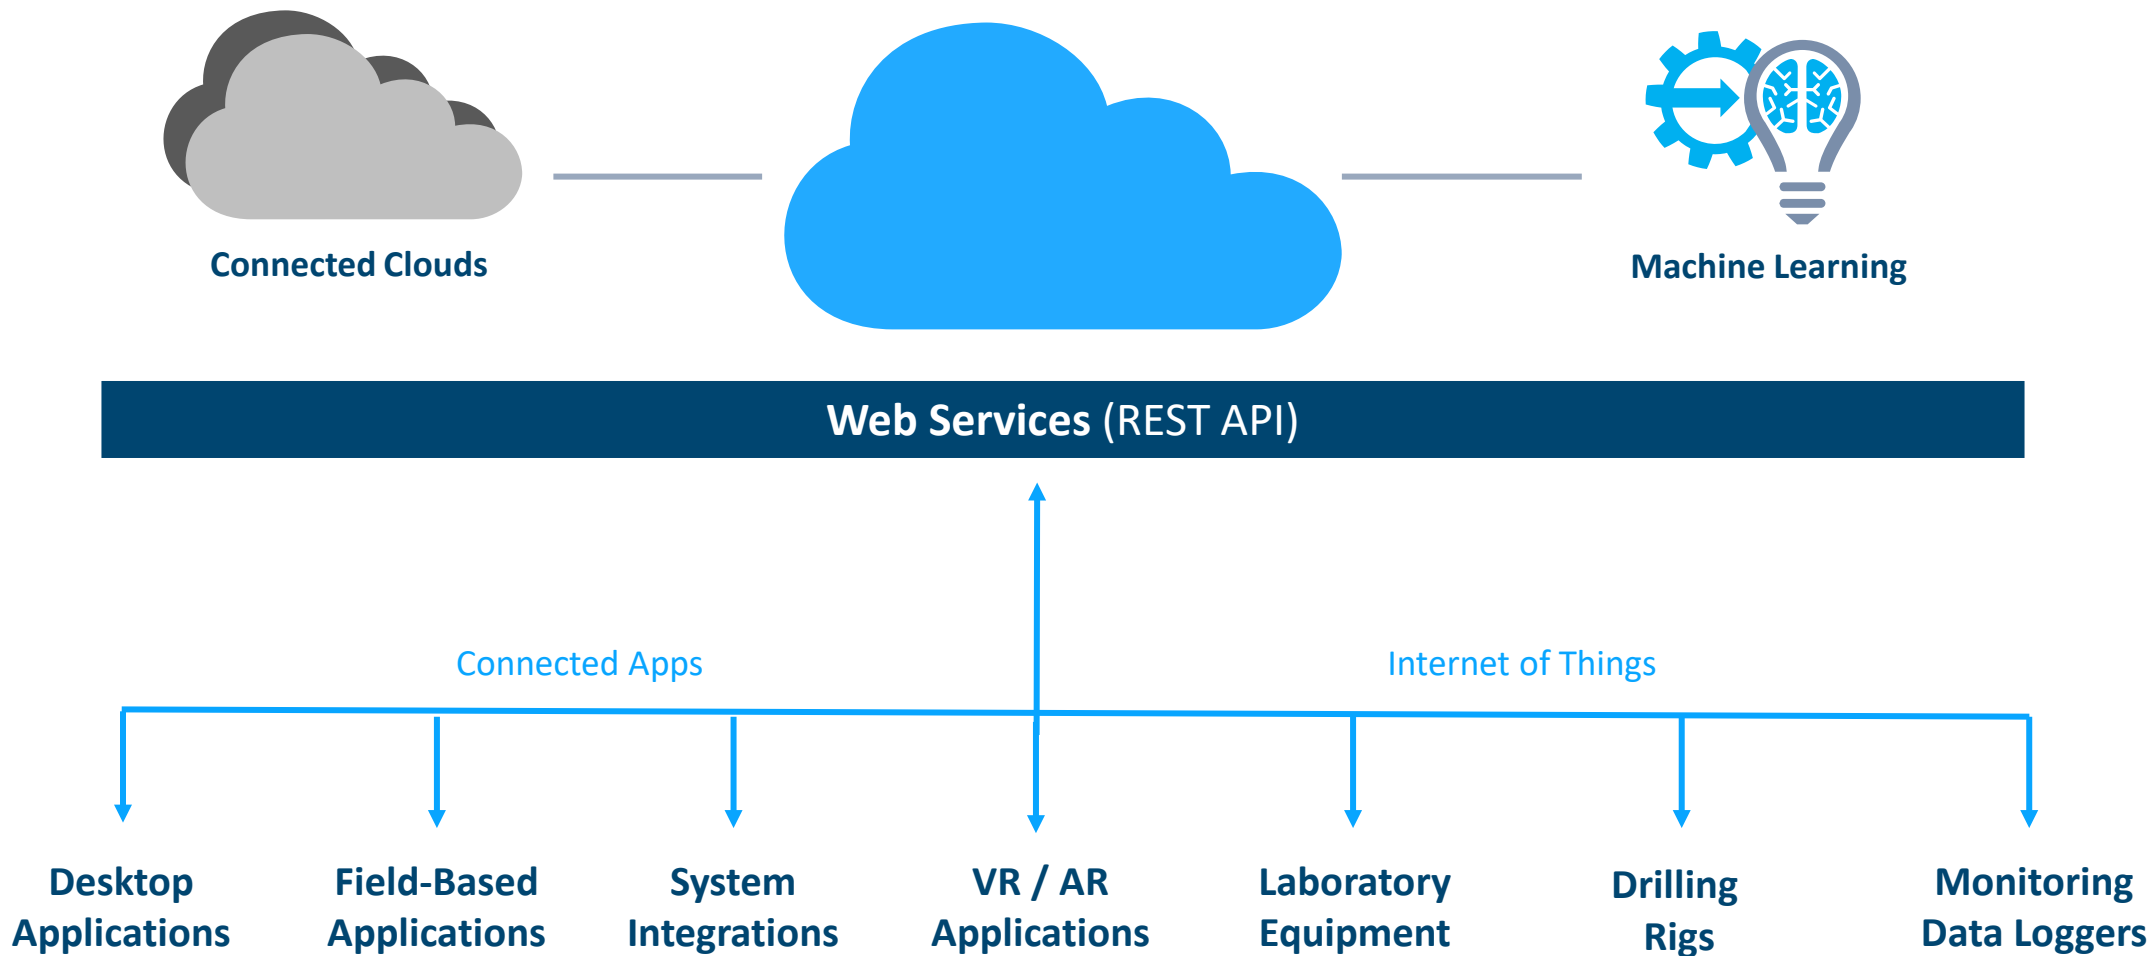 Connected Clouds
Machine Learning
Web Services (REST API)
Connected Apps
Internet of Things
Desktop
Applications
Field-Based
Applications
System
Integrations
VR / AR
Applications
Laboratory
Equipment
Drilling
Rigs
Monitoring
Data Loggers